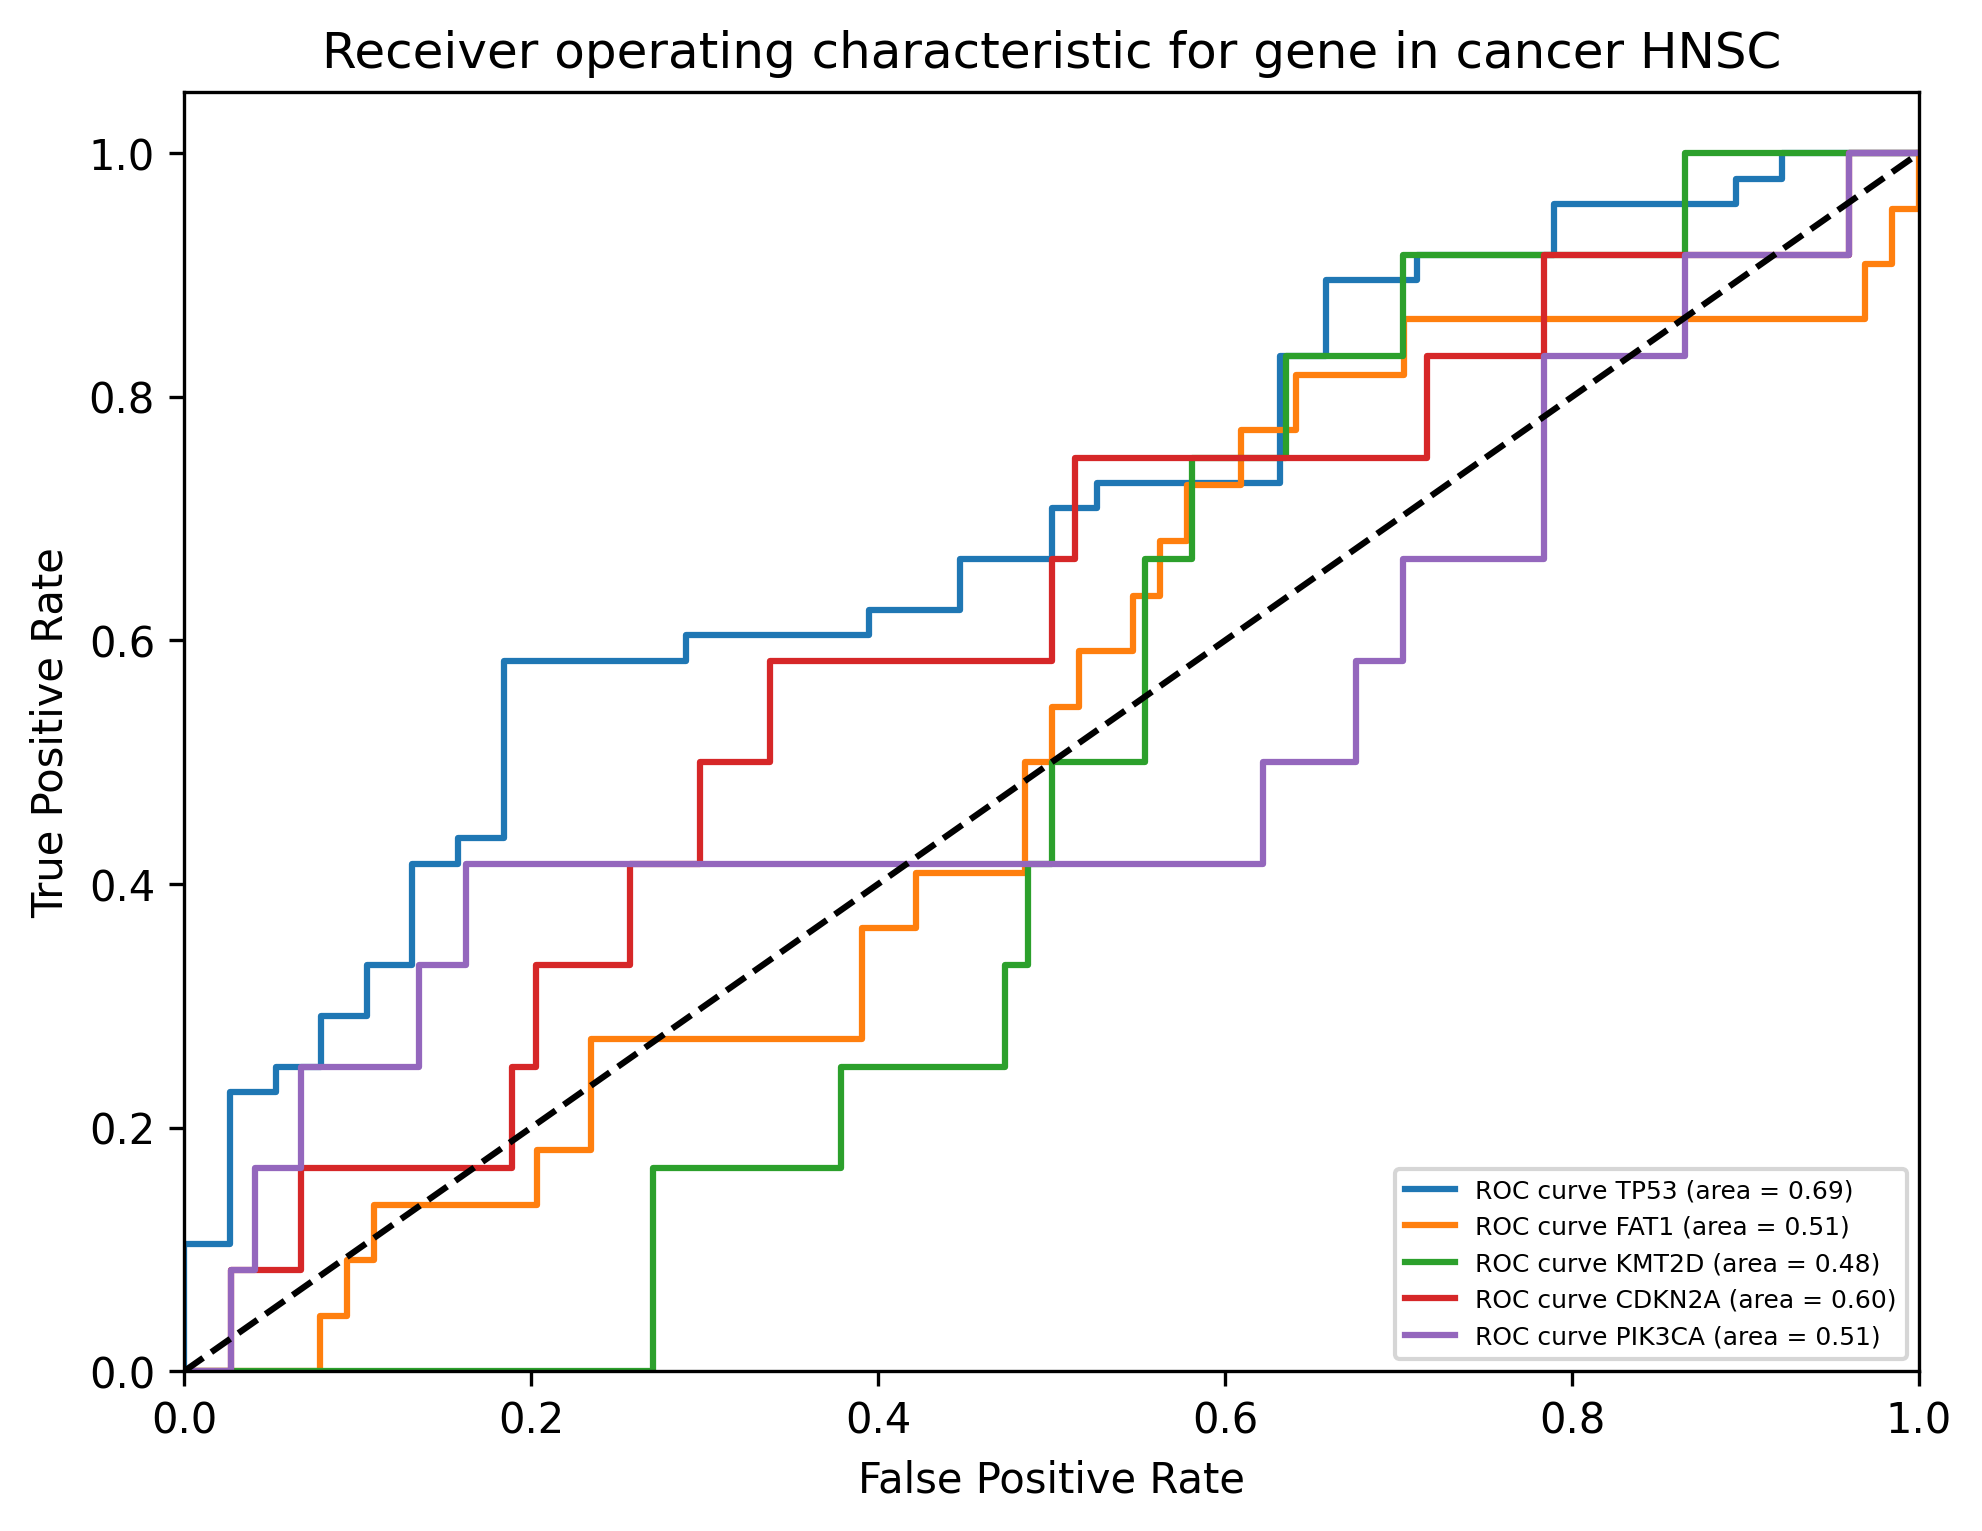 Receiver operating characteristic for gene in cancer HNSC
True Positive Rate
1.0
0.8
0.6
0.4
0.2
0.0
ROC curve TP53 (area = 0.69)
ROC curve FAT1 (area = 0.51)
ROC curve KMT2D (area = 0.48)
ROC curve CDKN2A (area = 0.60)
ROC curve PIK3CA (area = 0.51)
0.0 0.2 0.4 0.6 0.8 1.0
False Positive Rate